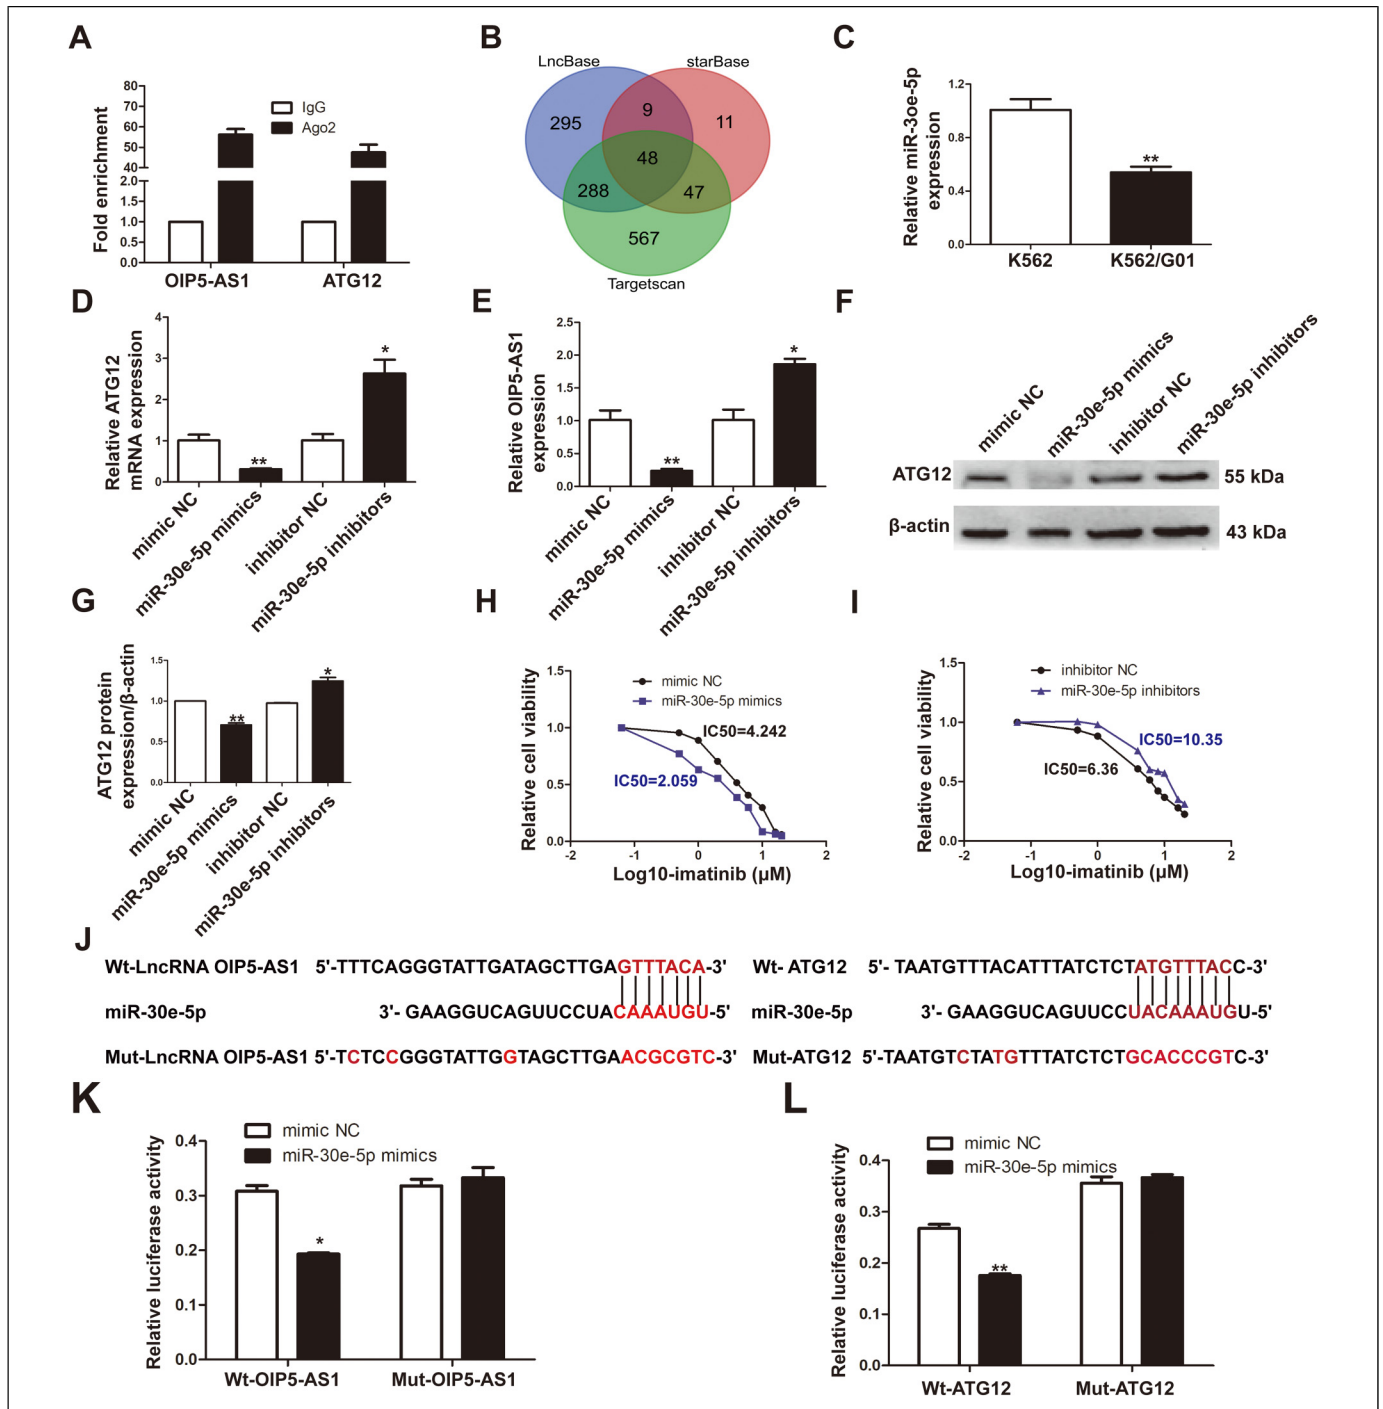 A
80
70
60
50
40
2.0
1.5
1.0
0.5
0.0
Fold enrichment
IgG
Ago2
OIP5-AS1
ATG12
B
LncBase
starBase
295
9
11
48
288
47
567
Targetscan
C
Relative miR-3oe-5p
expression
1.2
0.8
0.4
0.0
**
K562
K562/G01
D
Relative ATG12
mRNA expression
4
3
2
1
0
**
*
mimic NC
miR-30e-5p mimics
inhibitor NC
miR-30e-5p inhibitors
E
Relative OIP5-AS1
expression
2.5
2.0
1.5
1.0
0.5
0.0
**
*
mimic NC
miR-30e-5p mimics
inhibitor NC
miR-30e-5p inhibitors
F
mimic NC
miR-30e-5p mimics
inhibitor NC
miR-30e-5p inhibitors
ATG12
55 kDa
β-actin
43 kDa
G
ATG12 protein
expression/β-actin
1.5
1.0
0.5
0.0
**
*
mimic NC
miR-30e-5p mimics
inhibitor NC
miR-30e-5p inhibitors
H
Relative cell viability
1.5
1.0
0.5
0.0
mimic NC
miR-30e-5p mimics
IC50=4.242
IC50=2.059
-2
-1
0
1
2
Log10-imatinib (μM)
I
Relative cell viability
1.5
1.0
0.5
0.0
inhibitor NC
miR-30e-5p inhibitors
IC50=10.35
IC50=6.36
-2
-1
0
1
2
Log10-imatinib (μM)
J
Wt-LncRNA OIP5-AS1 5'-TTTCAGGGTATTGATAGCTTGAGTTTACA-3'
miR-30e-5p 3'- GAAGGUCAGUUCCUACAAAUGU-5'
Mut-LncRNA OIP5-AS1 5'-TCTCCGGGTATTGGTAGCTTGAACGCGTC-3'
Wt- ATG12 5'- TAATGTTTACATTTATCTCTATGTTTACC-3'
miR-30e-5p 3'- GAAGGUCAGUUCCUACAAAUGU-5'
Mut-ATG12 5'-TAATGTCTATGTTTATCTCTGCACCCGTC-3'
K
Relative luciferase activity
0.4
0.3
0.2
0.1
0.0
mimic NC
miR-30e-5p mimics
*
Wt-OIP5-AS1
Mut-OIP5-AS1
L
Relative luciferase activity
0.4
0.3
0.2
0.1
0.0
mimic NC
miR-30e-5p mimics
**
Wt-ATG12
Mut-ATG12